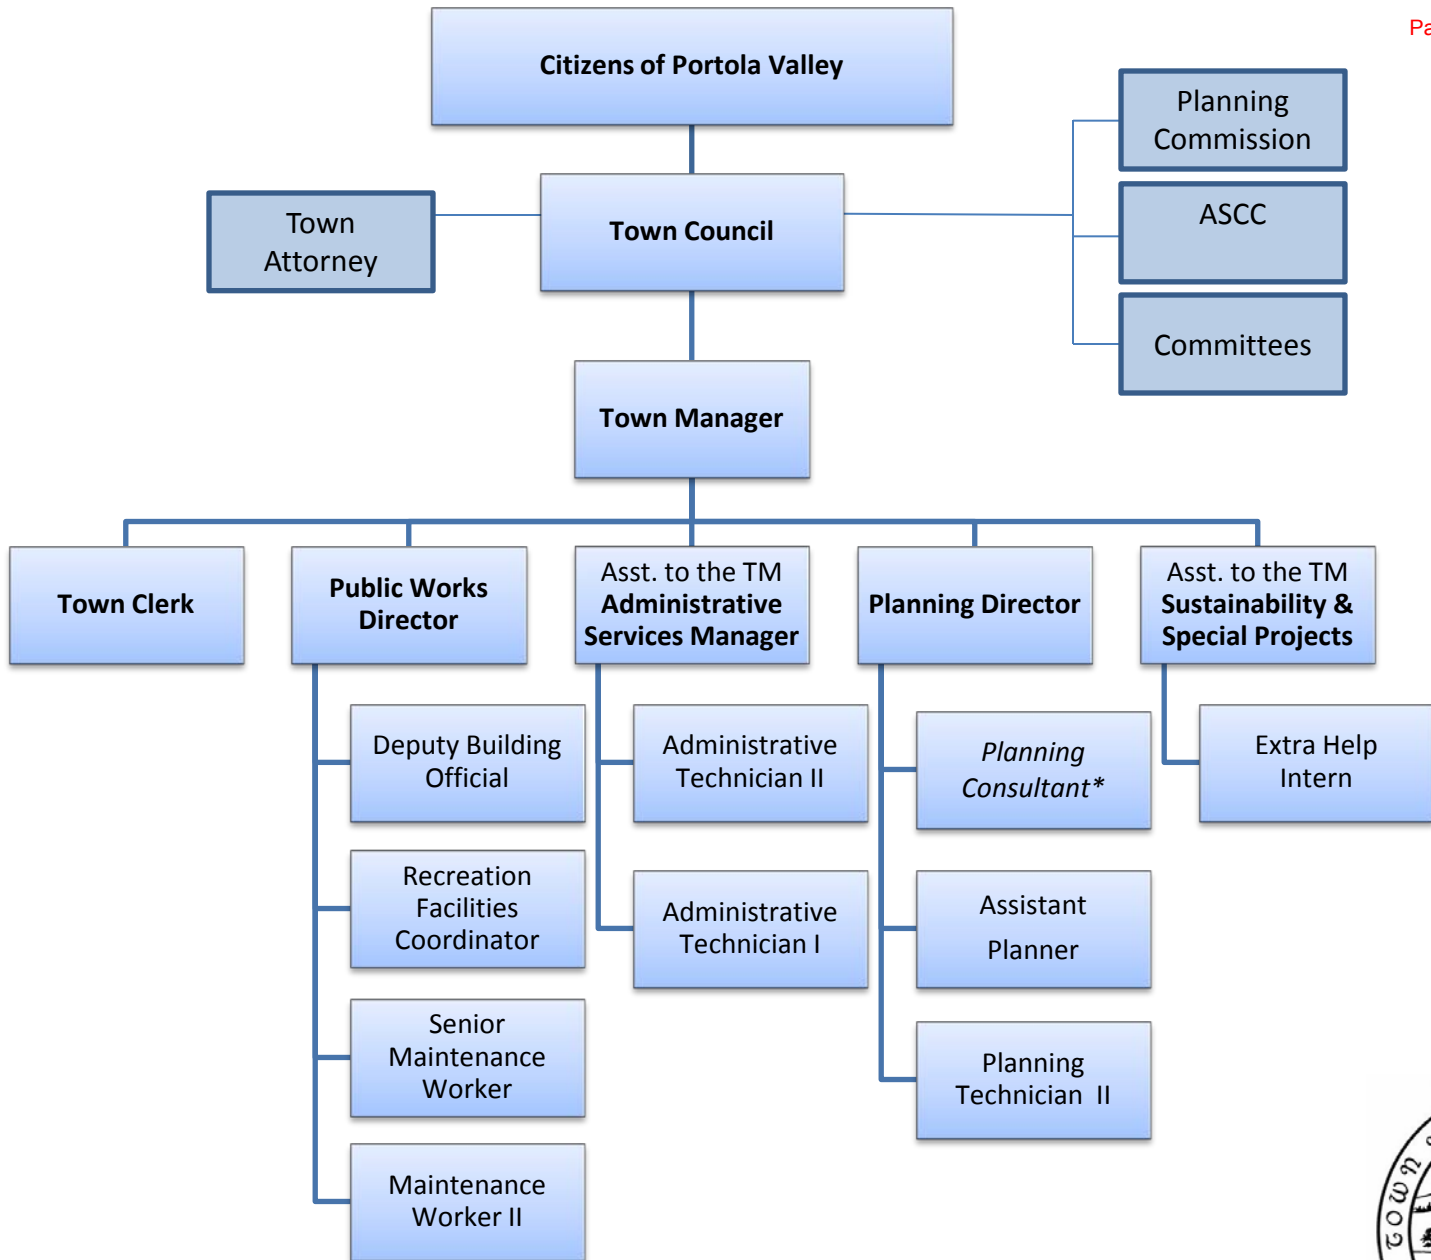 Pa
Citizens of Portola Valley
Planning
Commission
Town
Attorney
Town Council
ASCC
Committees
Town Manager
Town Clerk
Public Works
Director
Asst. to the TM
Administrative
Services Manager
Planning Director
Asst. to the TM
Sustainability &
Special Projects
Deputy Building
Official
Recreation
Facilities
Coordinator
Senior
Maintenance
Worker
Maintenance
Worker II
Administrative
Technician II
Administrative
Technician I
Planning
Consultant*
Assistant
Planner
Planning
Technician II
Extra Help
Intern
TOWN